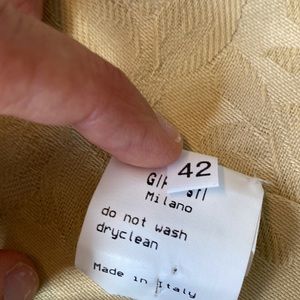 42
Milano
do not wash
dryclean
Made in Italy